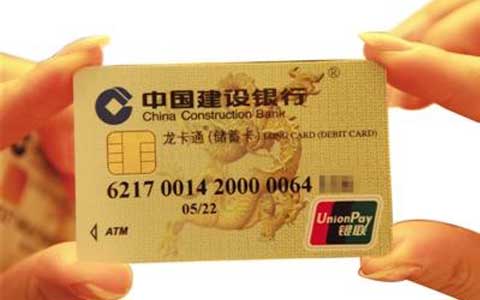 ®
中国建设银行
China Construction Bank
龙卡通(储蓄卡) LONG CARD (DEBIT CARD)
6217 0014 2000 0064
05/22
ATM
UnionPay
银联